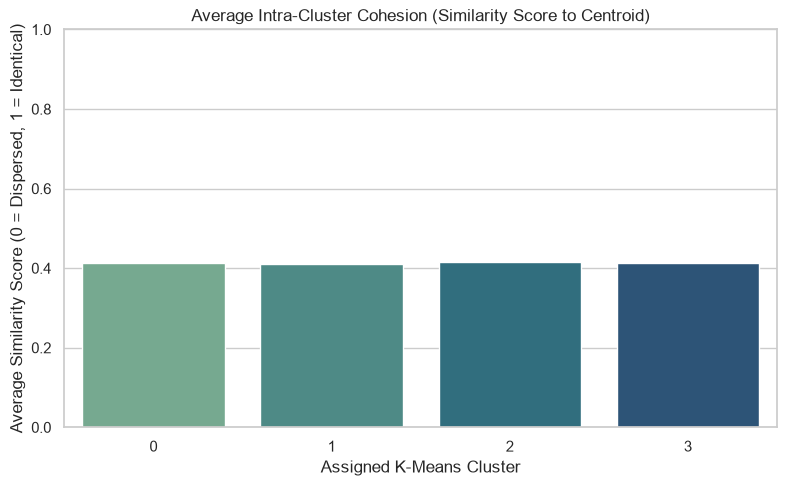 Average Intra-Cluster Cohesion (Similarity Score to Centroid)
Average Similarity Score (0 = Dispersed, 1 = Identical)
1.0
0.8
0.6
0.4
0.2
0.0
0 1 2 3
Assigned K-Means Cluster